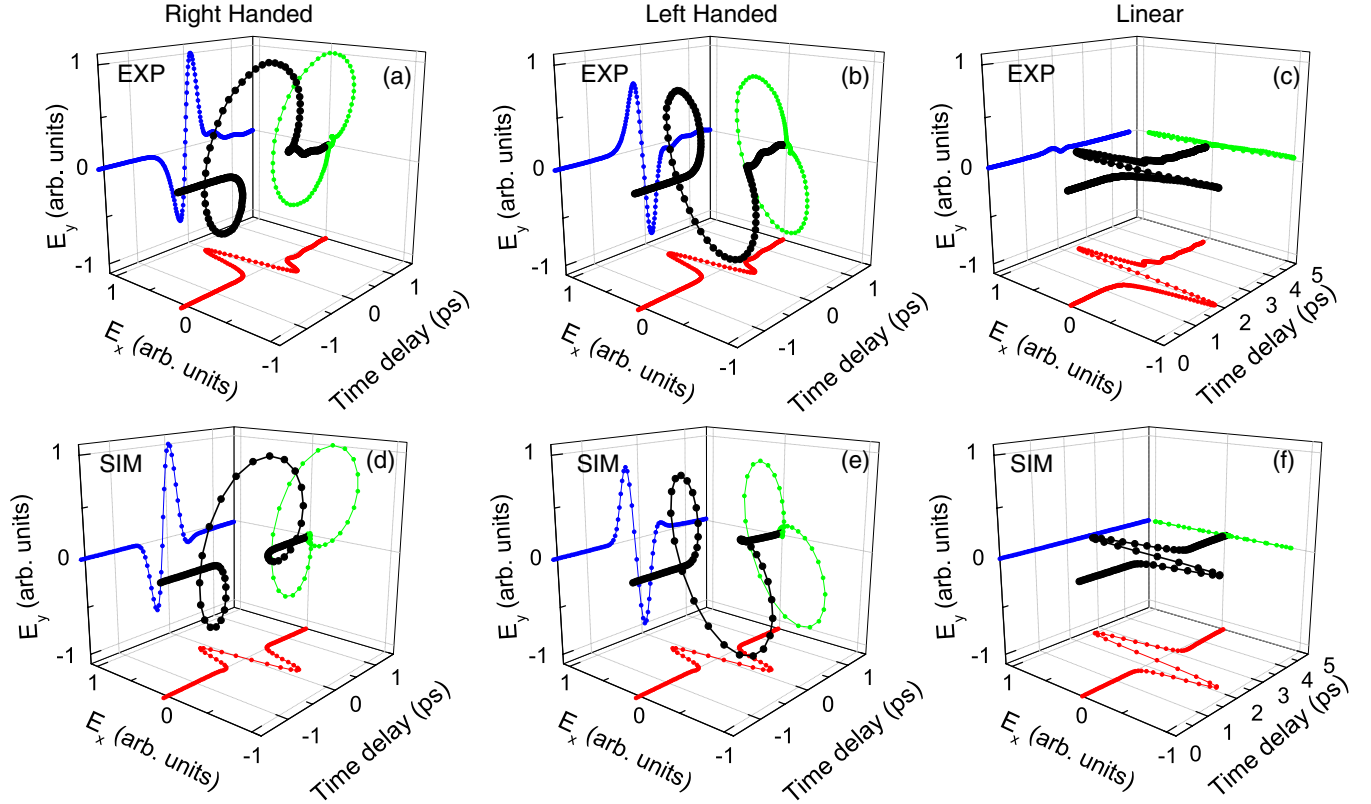 Right Handed
Left Handed
Linear
EXP
(a)
E_y (arb. units)
1
0
-1
1
0
-1
E_x (arb. units)
-1
0
1
Time delay (ps)
EXP
(b)
E_y (arb. units)
1
0
-1
1
0
-1
E_x (arb. units)
-1
0
1
Time delay (ps)
EXP
(c)
E_y (arb. units)
1
0
-1
1
0
-1
E_x (arb. units)
0
1
2
3
4
5
Time delay (ps)
SIM
(d)
E_y (arb. units)
1
0
-1
1
0
-1
E_x (arb. units)
-1
0
1
Time delay (ps)
SIM
(e)
E_y (arb. units)
1
0
-1
1
0
-1
E_x (arb. units)
-1
0
1
Time delay (ps)
SIM
(f)
E_y (arb. units)
1
0
-1
1
0
-1
E_x (arb. units)
0
1
2
3
4
5
Time delay (ps)